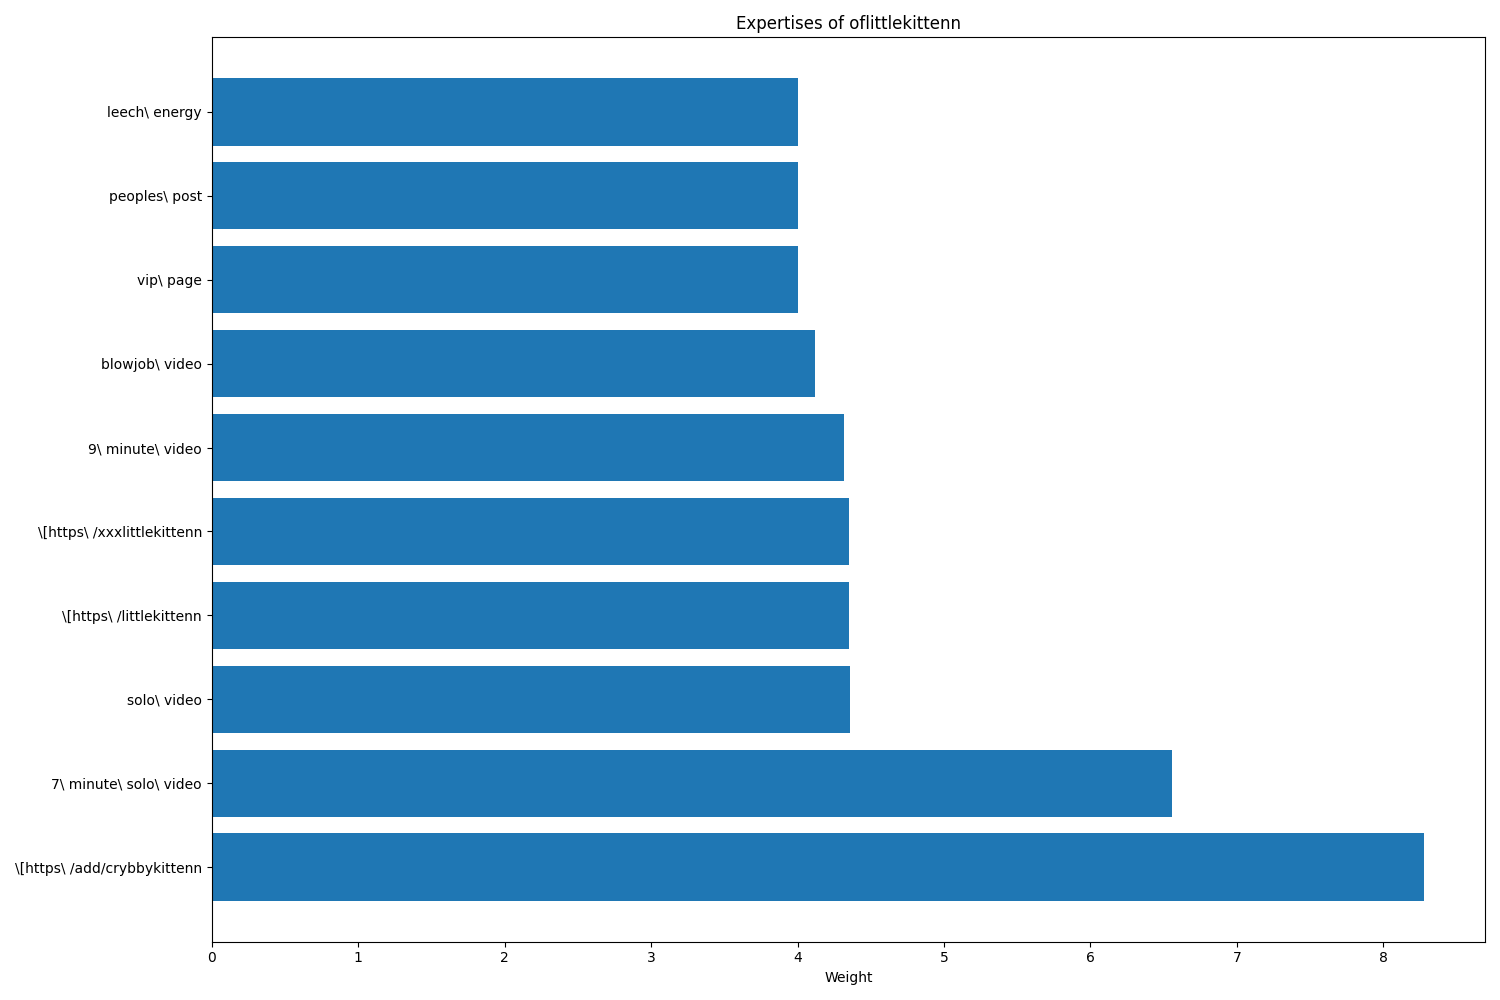 Expertises of oflittlekittenn
leech\ energy
peoples\ post
vip\ page
blowjob\ video
9\ minute\ video
\[https\ /xxxlittlekittenn
\[https\ /littlekittenn
solo\ video
7\ minute\ solo\ video
\[https\ /add/crybbykittenn
0 1 2 3 4 5 6 7 8
Weight